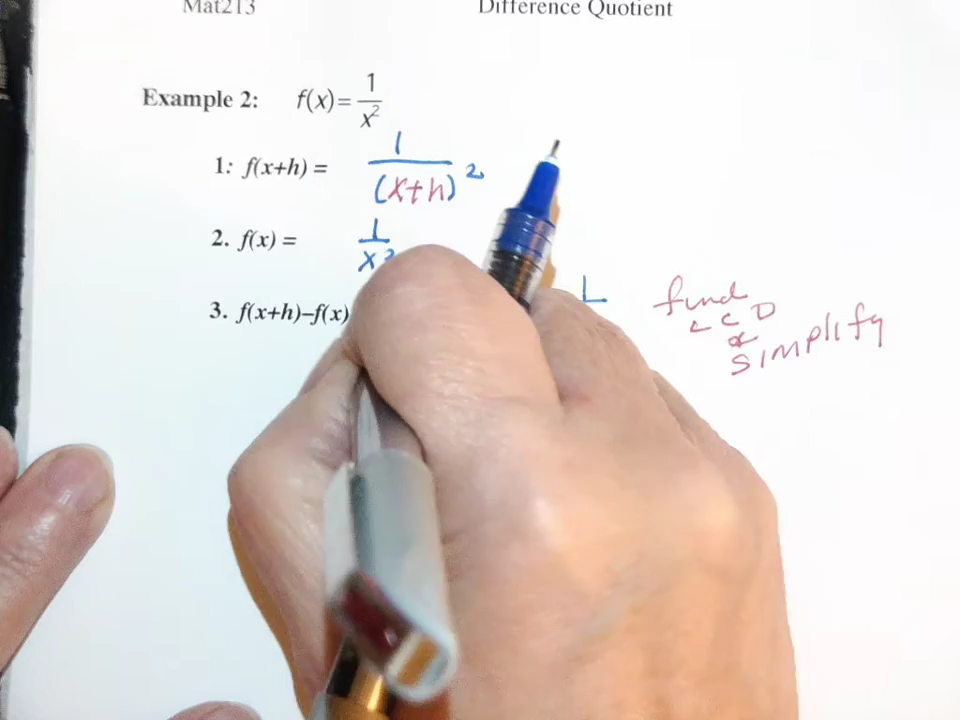 Mat213 Difference Quotient
Example 2: f(x)= 1/x²
1: f(x+h) = 1/(x+h)²
2. f(x) = 1/x²
3. f(x+h)–f(x)
find
LCD
&
simplify